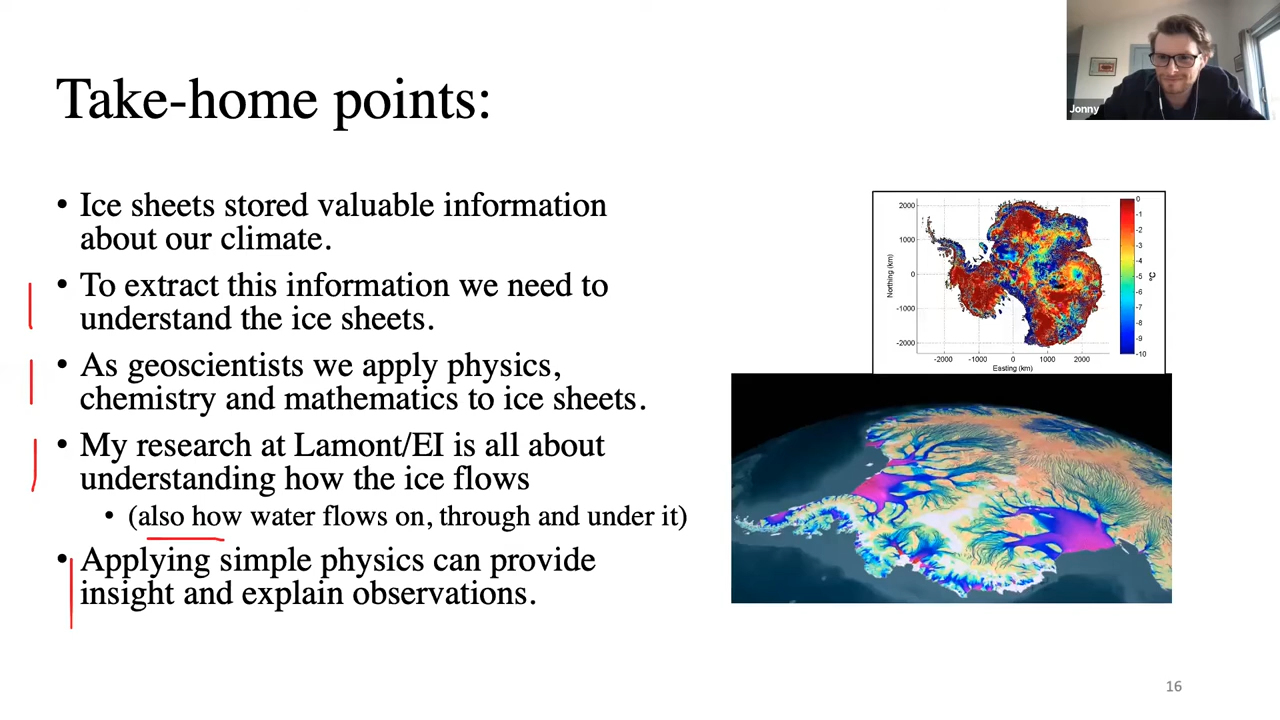 Take-home points:
Jonny
• Ice sheets stored valuable information
about our climate.
• To extract this information we need to
understand the ice sheets.
• As geoscientists we apply physics,
chemistry and mathematics to ice sheets.
• My research at Lamont/EI is all about
understanding how the ice flows
• (also how water flows on, through and under it)
• Applying simple physics can provide
insight and explain observations.
2000
1000
0
-1000
-2000
Northing (km)
-2000 -1000 0 1000 2000
Easting (km)
0
-1
-2
-3
-4
-5
-6
-7
-8
-9
-10
°C
16